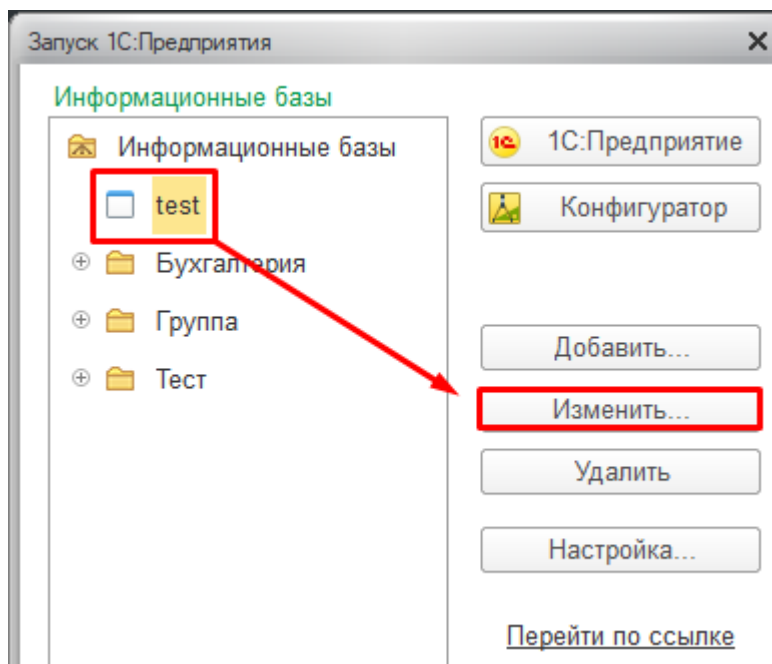 Запуск 1С:Предприятия
Информационные базы
Информационные базы
test
Бухгалтерия
Группа
Тест
1С:Предприятие
Конфигуратор
Добавить...
Изменить...
Удалить
Настройка...
Перейти по ссылке